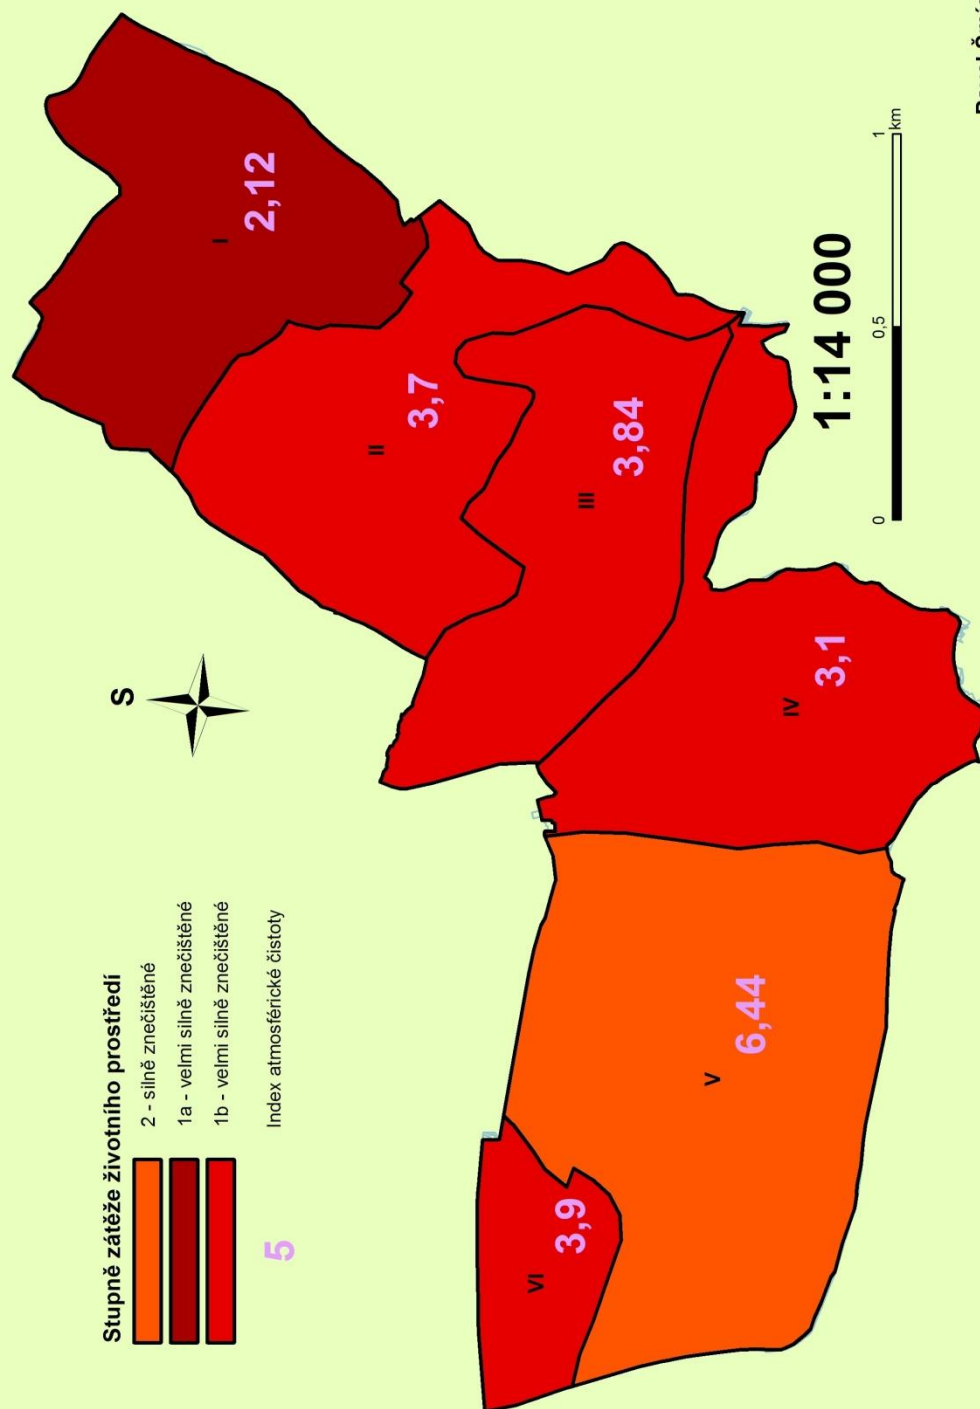 Stupně zátěže životního prostředí
2 - silně znečištěné
1a - velmi silně znečištěné
1b - velmi silně znečištěné
5
Index atmosférické čistoty
S
VI
3,9
V
6,44
IV
3,1
III
3,84
II
3,7
I
2,12
1:14 000
0
0,5
1
km